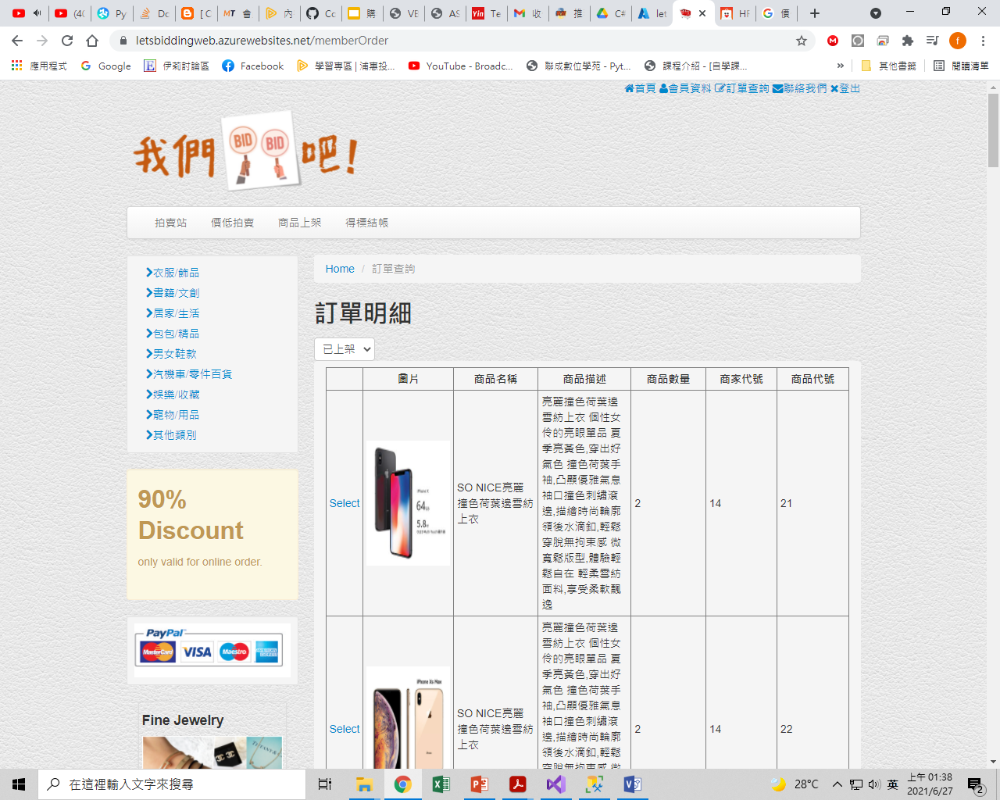 Py
Dc
[ C
會
內
Cc
購
VE
AS
Te
收
推
C#
let
HF
價
letsbiddingweb.azurewebsites.net/memberOrder
應用程式
Google
伊莉討論區
Facebook
學習專區 | 浦惠投...
YouTube - Broadc...
聯成數位學苑 - Pyt...
課程介紹 - [自學課...
»
其他書籤
閱讀清單
首頁 會員資料 訂單查詢 聯絡我們 登出
我們 BID BID 吧!
拍賣站 價低拍賣 商品上架 得標結帳
衣服/飾品
書籍/文創
居家/生活
包包/精品
男女鞋款
汽機車/零件百貨
娛樂/收藏
寵物/用品
其他類別
90%
Discount
only valid for online order.
PayPal
MasterCard VISA Maestro
Fine Jewelry
Home / 訂單查詢
訂單明細
已上架
圖片 商品名稱 商品描述 商品數量 商家代號 商品代號
Select
iPhone X
64
5.8
SO NICE亮麗
撞色荷葉邊雪紡
上衣
亮麗撞色荷葉邊
雪紡上衣 個性女
伶的亮眼單品 夏
季亮黃色,穿出好
氣色 撞色荷葉手
袖,凸顯優雅氣息
袖口撞色刺繡滾
邊,描繪時尚輪廓
領後水滴釦,輕鬆
穿脫無拘束感 微
寬鬆版型,體驗輕
鬆自在 輕柔雪紡
面料,享受柔軟飄
逸
2
14
21
Select
iPhone Xs Max
SO NICE亮麗
撞色荷葉邊雪紡
上衣
亮麗撞色荷葉邊
雪紡上衣 個性女
伶的亮眼單品 夏
季亮黃色,穿出好
氣色 撞色荷葉手
袖,凸顯優雅氣息
袖口撞色刺繡滾
邊,描繪時尚輪廓
領後水滴釦,輕鬆
穿脫無拘束感 微
2
14
22
在這裡輸入文字來搜尋
28°C
英
上午 01:38
2021/6/27
2